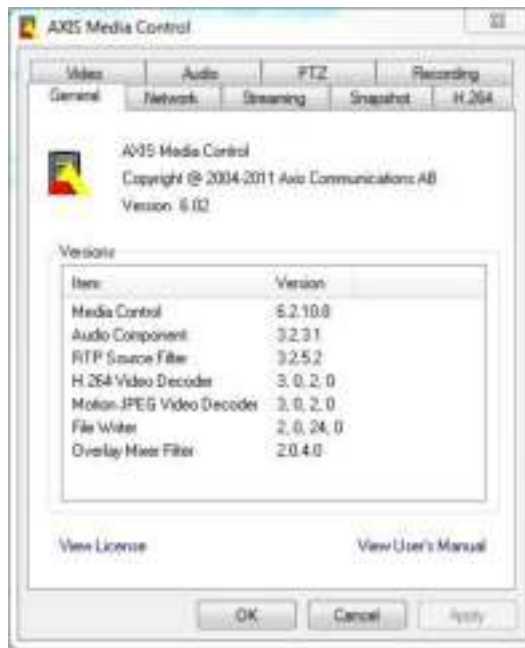 AXIS Media Control
Video Audio PTZ Recording
General Network Streaming Snapshot H.264
AXIS Media Control
Copyright @ 2004-2011 Axis Communications AB
Version 6.02
Versions
Item Version
Media Control 6.2.10.8
Audio Component 3.2.3.1
RTP Source Filter 3.2.5.2
H.264 Video Decoder 3, 0, 2, 0
Motion JPEG Video Decoder 3, 0, 2, 0
File Writer 2, 0, 24, 0
Overlay Mixer Filter 2.0.4.0
View License View User's Manual
OK Cancel Apply